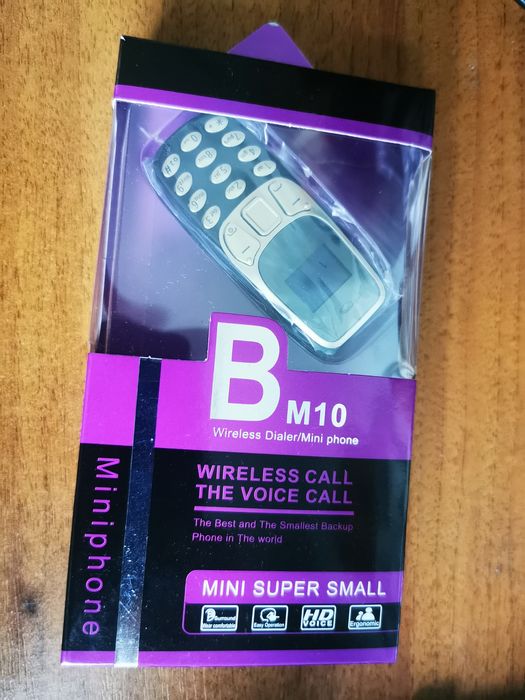 B
M10
Wireless Dialer/Mini phone
WIRELESS CALL
THE VOICE CALL
The Best and The Smallest Backup
Phone in The world
Miniphone
MINI SUPER SMALL
Easy Operation
HD
VOICE
Ergonomic